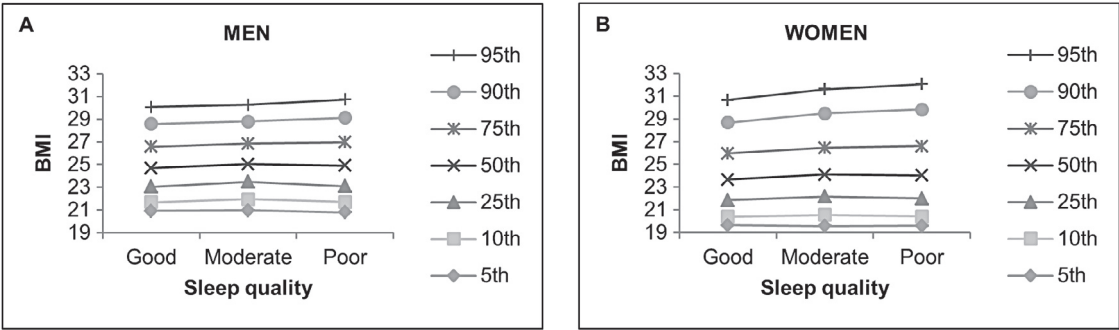 A
MEN
33
31
29
27
25
23
21
19
BMI
Good Moderate Poor
Sleep quality
95th
90th
75th
50th
25th
10th
5th
B
WOMEN
33
31
29
27
25
23
21
19
BMI
Good Moderate Poor
Sleep quality
95th
90th
75th
50th
25th
10th
5th